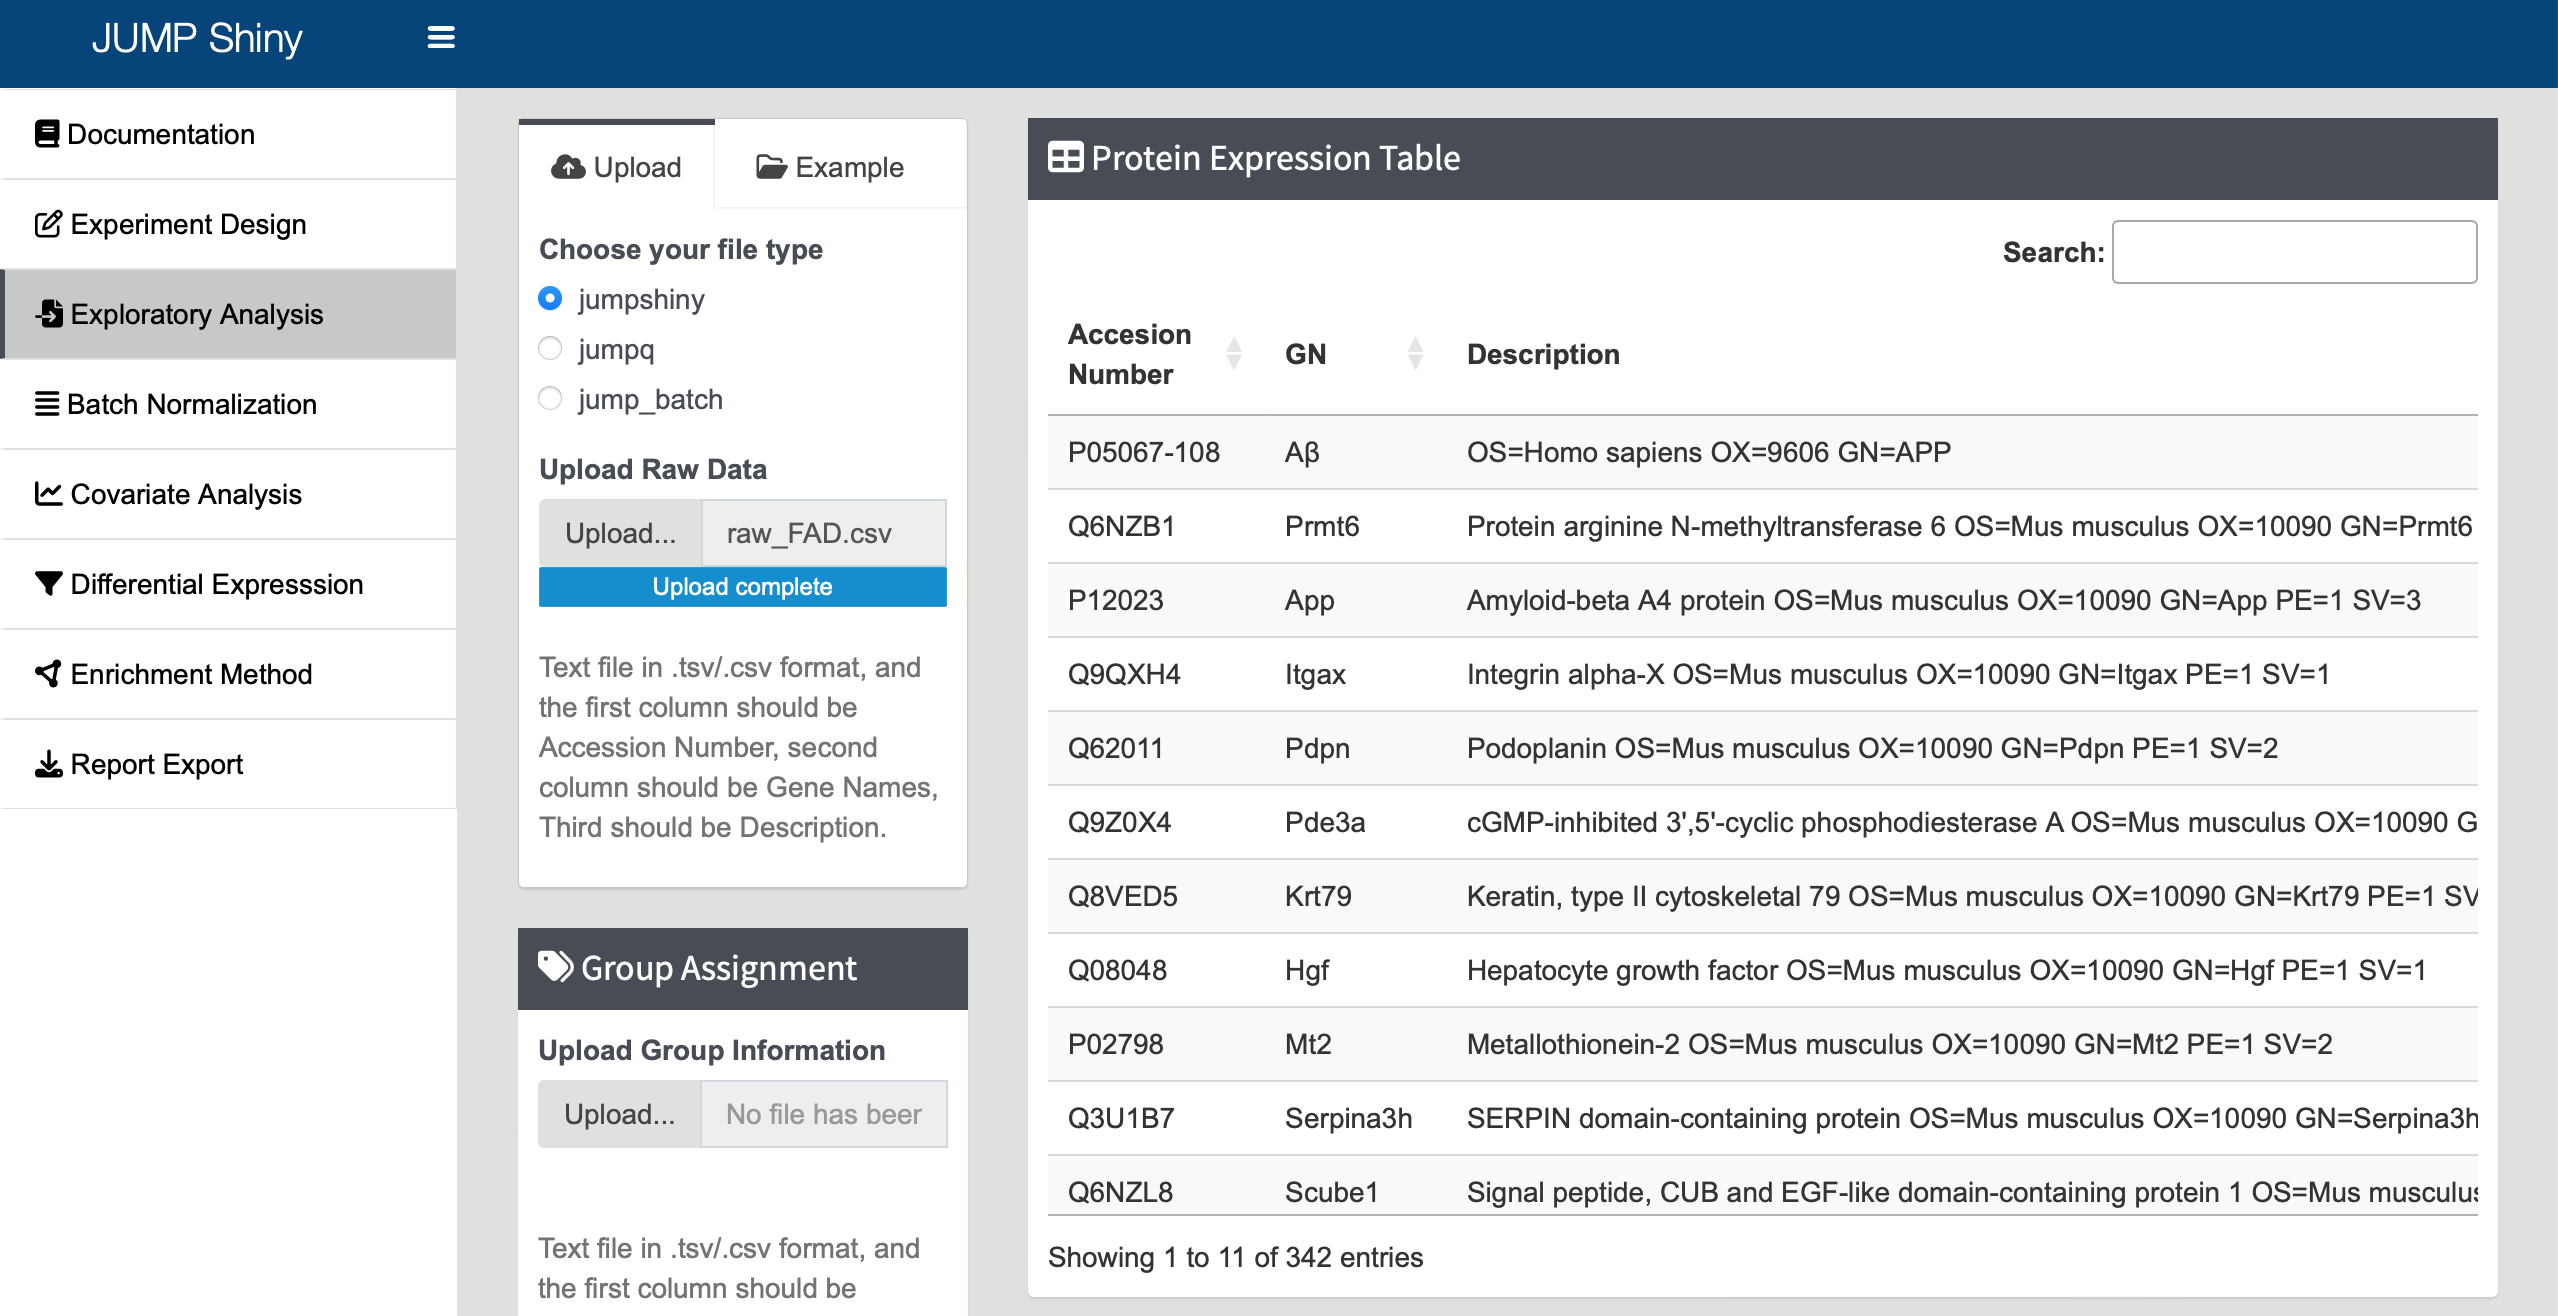 JUMP Shiny
Documentation
Experiment Design
Exploratory Analysis
Batch Normalization
Covariate Analysis
Differential Expresssion
Enrichment Method
Report Export
Upload
Example
Choose your file type
jumpshiny
jumpq
jump_batch
Upload Raw Data
Upload... raw_FAD.csv
Upload complete
Text file in .tsv/.csv format, and
the first column should be
Accession Number, second
column should be Gene Names,
Third should be Description.
Group Assignment
Upload Group Information
Upload... No file has beer
Text file in .tsv/.csv format, and
the first column should be
Protein Expression Table
Search:
Accesion
Number
GN
Description
P05067-108 Aβ OS=Homo sapiens OX=9606 GN=APP
Q6NZB1 Prmt6 Protein arginine N-methyltransferase 6 OS=Mus musculus OX=10090 GN=Prmt6
P12023 App Amyloid-beta A4 protein OS=Mus musculus OX=10090 GN=App PE=1 SV=3
Q9QXH4 Itgax Integrin alpha-X OS=Mus musculus OX=10090 GN=Itgax PE=1 SV=1
Q62011 Pdpn Podoplanin OS=Mus musculus OX=10090 GN=Pdpn PE=1 SV=2
Q9Z0X4 Pde3a cGMP-inhibited 3',5'-cyclic phosphodiesterase A OS=Mus musculus OX=10090 G
Q8VED5 Krt79 Keratin, type II cytoskeletal 79 OS=Mus musculus OX=10090 GN=Krt79 PE=1 SV
Q08048 Hgf Hepatocyte growth factor OS=Mus musculus OX=10090 GN=Hgf PE=1 SV=1
P02798 Mt2 Metallothionein-2 OS=Mus musculus OX=10090 GN=Mt2 PE=1 SV=2
Q3U1B7 Serpina3h SERPIN domain-containing protein OS=Mus musculus OX=10090 GN=Serpina3h
Q6NZL8 Scube1 Signal peptide, CUB and EGF-like domain-containing protein 1 OS=Mus musculus
Showing 1 to 11 of 342 entries